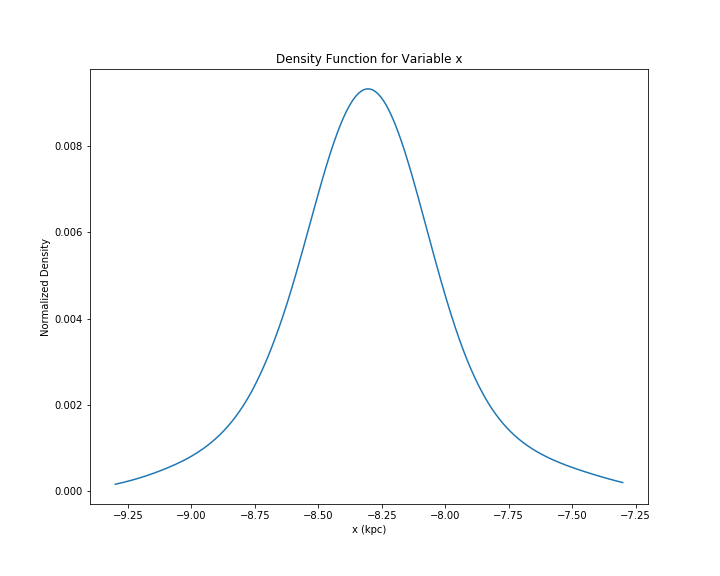 Density Function for Variable x
0.008
0.006
0.004
0.002
0.000
Normalized Density
−9.25 −9.00 −8.75 −8.50 −8.25 −8.00 −7.75 −7.50 −7.25
x (kpc)